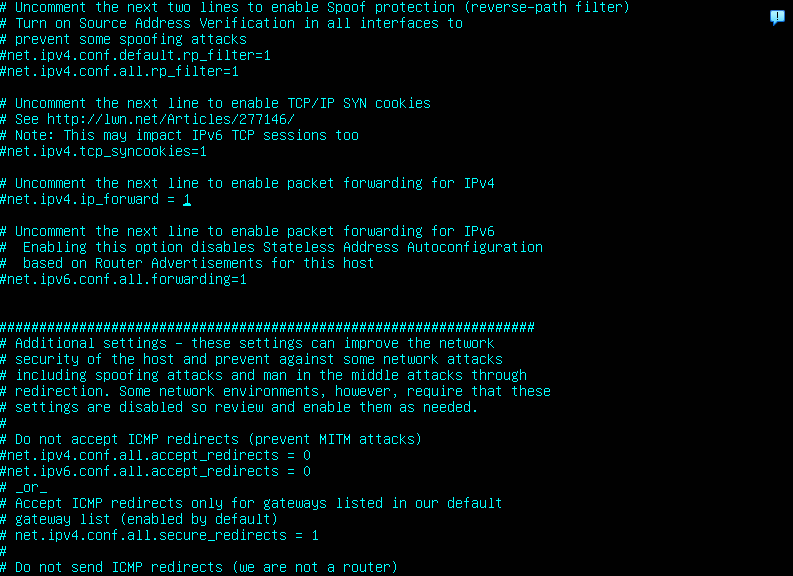 # Uncomment the next two lines to enable Spoof protection (reverse-path filter)
# Turn on Source Address Verification in all interfaces to
# prevent some spoofing attacks
#net.ipv4.conf.default.rp_filter=1
#net.ipv4.conf.all.rp_filter=1

# Uncomment the next line to enable TCP/IP SYN cookies
# See http://lwn.net/Articles/277146/
# Note: This may impact IPv6 TCP sessions too
#net.ipv4.tcp_syncookies=1

# Uncomment the next line to enable packet forwarding for IPv4
#net.ipv4.ip_forward = 1

# Uncomment the next line to enable packet forwarding for IPv6
#  Enabling this option disables Stateless Address Autoconfiguration
#  based on Router Advertisements for this host
#net.ipv6.conf.all.forwarding=1


###################################################################
# Additional settings - these settings can improve the network
# security of the host and prevent against some network attacks
# including spoofing attacks and man in the middle attacks through
# redirection. Some network environments, however, require that these
# settings are disabled so review and enable them as needed.
#
# Do not accept ICMP redirects (prevent MITM attacks)
#net.ipv4.conf.all.accept_redirects = 0
#net.ipv6.conf.all.accept_redirects = 0
# _or_
# Accept ICMP redirects only for gateways listed in our default
# gateway list (enabled by default)
# net.ipv4.conf.all.secure_redirects = 1
#
# Do not send ICMP redirects (we are not a router)